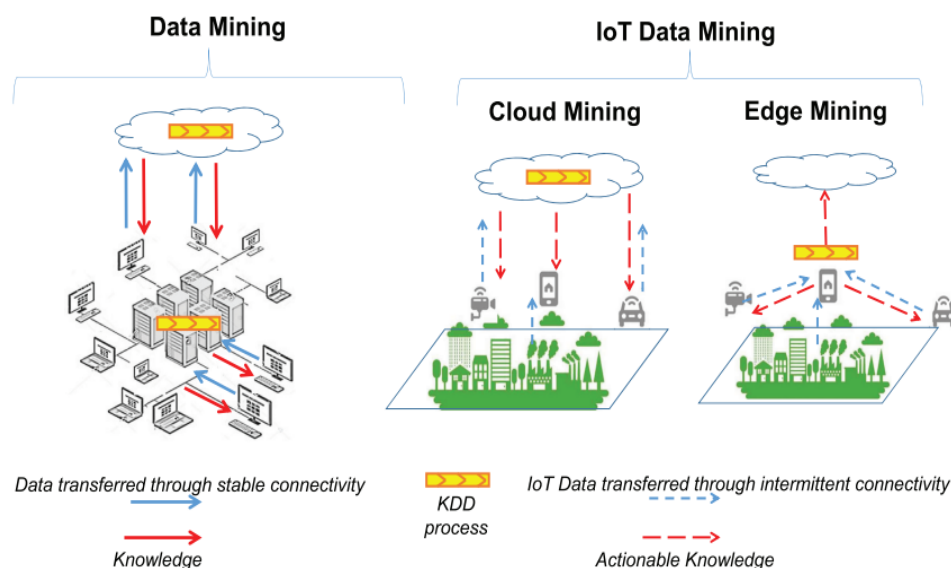 Data Mining
IoT Data Mining
Cloud Mining
Edge Mining
Data transferred through stable connectivity
Knowledge
KDD
process
IoT Data transferred through intermittent connectivity
Actionable Knowledge